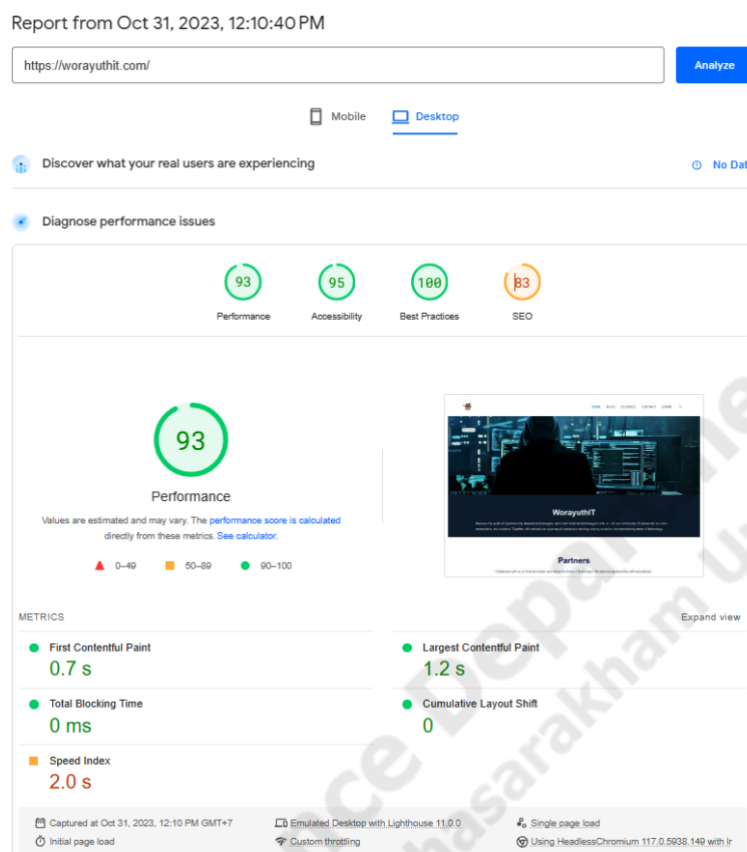 Report from Oct 31, 2023, 12:10:40 PM
https://worayuthit.com/
Analyze
Mobile
Desktop
Discover what your real users are experiencing
No Dat
Diagnose performance issues
93
95
100
83
Performance
Accessibility
Best Practices
SEO
93
Performance
Values are estimated and may vary. The performance score is calculated
directly from these metrics. See calculator.
0–49
50–89
90–100
HOME
WorayuthIT
Partners
METRICS
Expand view
First Contentful Paint
0.7 s
Largest Contentful Paint
1.2 s
Total Blocking Time
0 ms
Cumulative Layout Shift
0
Speed Index
2.0 s
Captured at Oct 31, 2023, 12:10 PM GMT+7
Emulated Desktop with Lighthouse 11.0.0
Single page load
Initial page load
Custom throttling
Using HeadlessChromium 117.0.5938.149 with lr